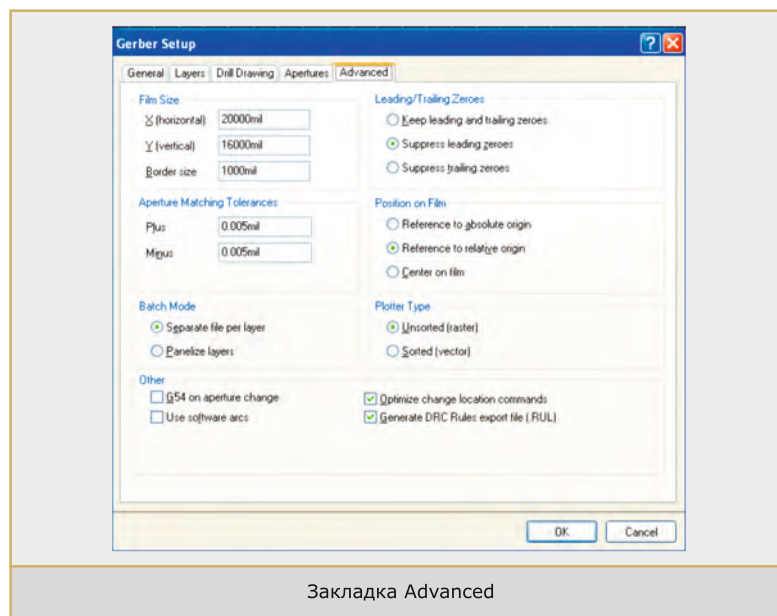 Gerber Setup
General Layers Drill Drawing Apertures Advanced
Film Size
X (horizontal) 20000mil
Y (vertical) 16000mil
Border size 1000mil
Leading/Trailing Zeroes
Keep leading and trailing zeroes
Suppress leading zeroes
Suppress trailing zeroes
Aperture Matching Tolerances
Plus 0.005mil
Minus 0.005mil
Position on Film
Reference to absolute origin
Reference to relative origin
Center on film
Batch Mode
Separate file per layer
Panelize layers
Plotter Type
Unsorted (raster)
Sorted (vector)
Other
G54 on aperture change
Use software arcs
Optimize change location commands
Generate DRC Rules export file (.RUL)
OK Cancel
Закладка Advanced